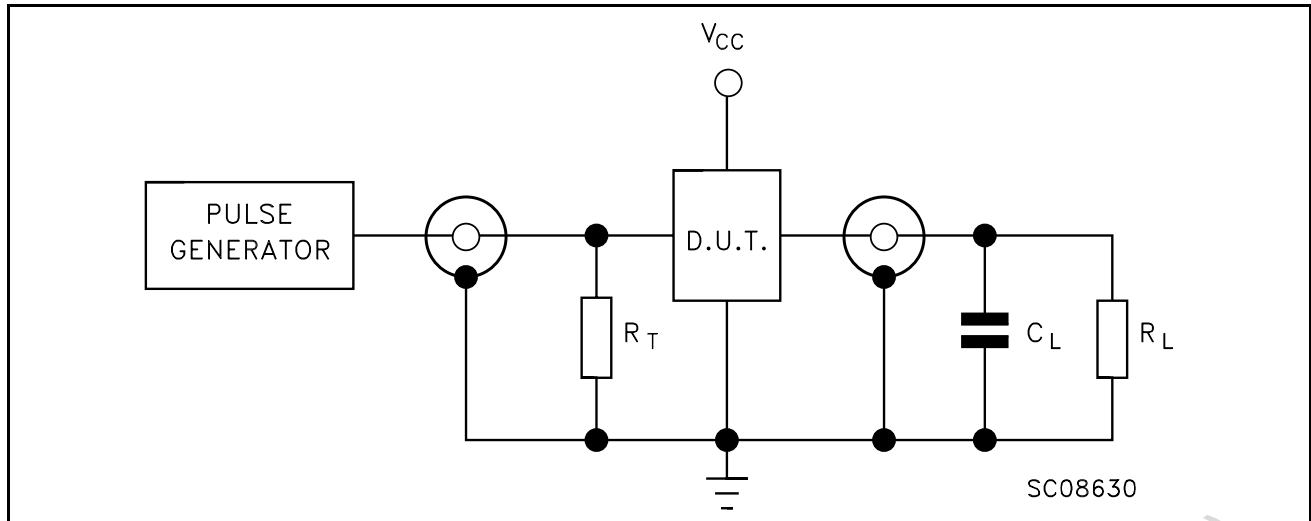 VCC
PULSE
GENERATOR
D.U.T.
RT
CL
RL
SC08630